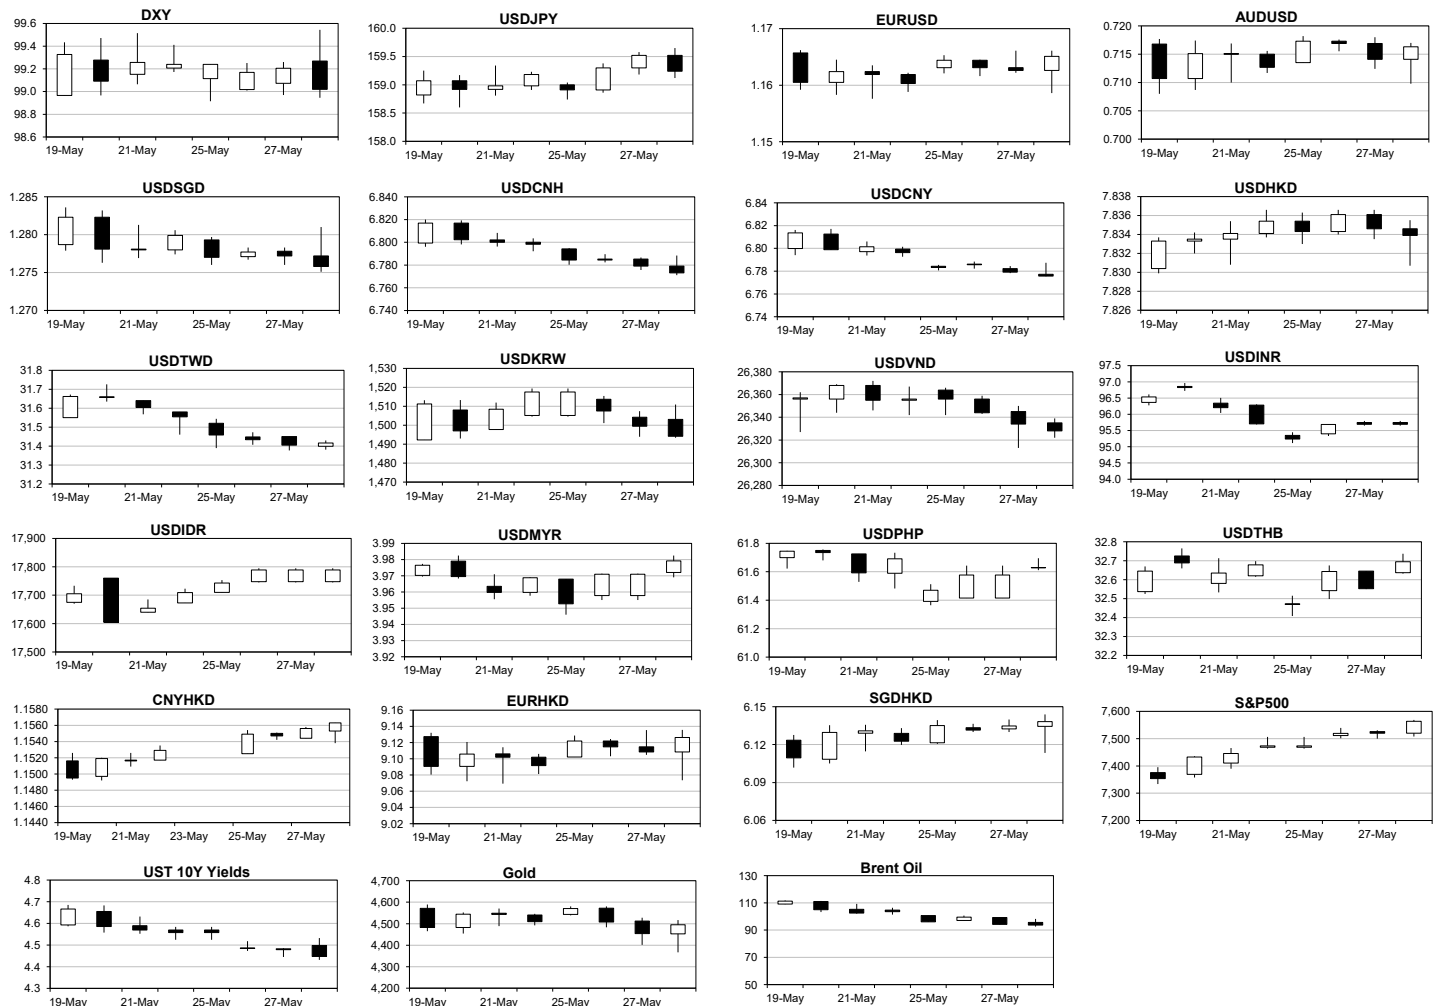 DXY
99.6
99.4
99.2
99.0
98.8
98.6
19-May
21-May
25-May
27-May
USDJPY
160.0
159.0
158.0
19-May
21-May
25-May
27-May
EURUSD
1.17
1.16
1.15
19-May
21-May
25-May
27-May
AUDUSD
0.720
0.715
0.710
0.705
0.700
19-May
21-May
25-May
27-May
USDSGD
1.285
1.280
1.275
1.270
19-May
21-May
25-May
27-May
USDCNH
6.840
6.820
6.800
6.780
6.760
6.740
19-May
21-May
25-May
27-May
USDCNY
6.84
6.82
6.80
6.78
6.76
6.74
19-May
21-May
25-May
27-May
USDHKD
7.838
7.836
7.834
7.832
7.830
7.828
7.826
19-May
21-May
25-May
27-May
USDTWD
31.8
31.7
31.6
31.5
31.4
31.3
31.2
19-May
21-May
25-May
27-May
USDKRW
1,530
1,520
1,510
1,500
1,490
1,480
1,470
19-May
21-May
25-May
27-May
USDVND
26,380
26,360
26,340
26,320
26,300
26,280
19-May
21-May
25-May
27-May
USDINR
97.5
97.0
96.5
96.0
95.5
95.0
94.5
94.0
19-May
21-May
25-May
27-May
USDIDR
17,900
17,800
17,700
17,600
17,500
19-May
21-May
25-May
27-May
USDMYR
3.99
3.98
3.97
3.96
3.95
3.94
3.93
3.92
19-May
21-May
25-May
27-May
USDPHP
61.8
61.6
61.4
61.2
61.0
19-May
21-May
25-May
27-May
USDTHB
32.8
32.7
32.6
32.5
32.4
32.3
32.2
19-May
21-May
25-May
27-May
CNYHKD
1.1580
1.1560
1.1540
1.1520
1.1500
1.1480
1.1460
1.1440
19-May
21-May
23-May
25-May
27-May
EURHKD
9.16
9.14
9.12
9.10
9.08
9.06
9.04
9.02
19-May
21-May
25-May
27-May
SGDHKD
6.15
6.12
6.09
6.06
19-May
21-May
25-May
27-May
S&P500
7,600
7,500
7,400
7,300
7,200
19-May
21-May
25-May
27-May
UST 10Y Yields
4.8
4.7
4.6
4.5
4.4
4.3
19-May
21-May
25-May
27-May
Gold
4,700
4,600
4,500
4,400
4,300
4,200
19-May
21-May
25-May
27-May
Brent Oil
130
110
90
70
50
19-May
21-May
25-May
27-May